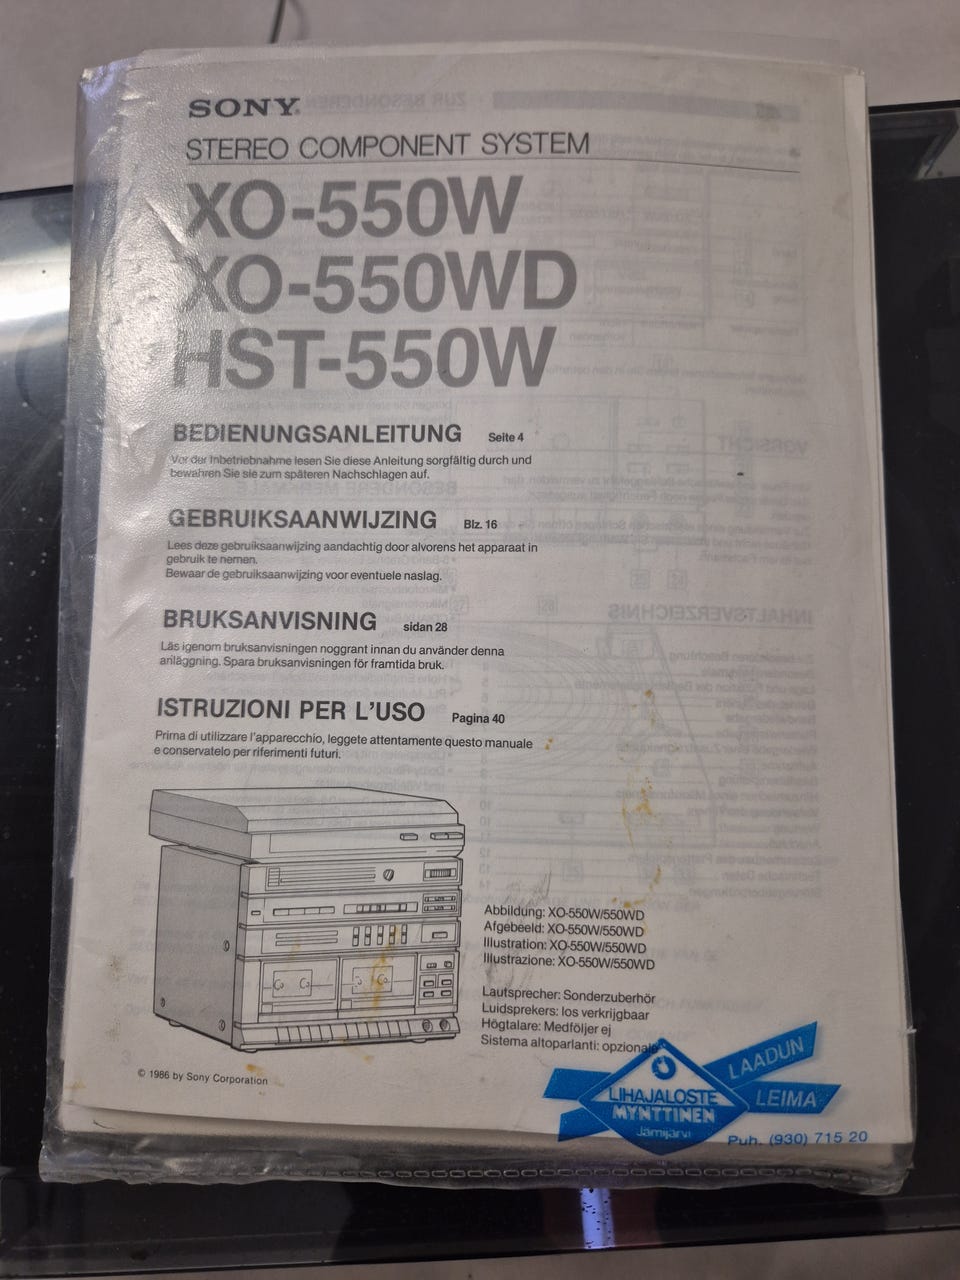 SONY®
STEREO COMPONENT SYSTEM
XO-550W
XO-550WD
HST-550W
BEDIENUNGSANLEITUNG Seite 4
Vor der Inbetriebnahme lesen Sie diese Anleitung sorgfältig durch und
bewahren Sie sie zum späteren Nachschlagen auf.
GEBRUIKSAANWIJZING Blz. 16
Lees deze gebruiksaanwijzing aandachtig door alvorens het apparaat in
gebruik te nemen.
Bewaar de gebruiksaanwijzing voor eventuele naslag.
BRUKSANVISNING sidan 28
Läs igenom bruksanvisningen noggrant innan du använder denna
anläggning. Spara bruksanvisningen för framtida bruk.
ISTRUZIONI PER L'USO Pagina 40
Prima di utilizzare l'apparecchio, leggete attentamente questo manuale
e conservatelo per riferimenti futuri.
Abbildung: XO-550W/550WD
Afgebeeld: XO-550W/550WD
Illustration: XO-550W/550WD
Illustrazione: XO-550W/550WD
Lautsprecher: Sonderzuberhör
Luidsprekers: los verkrijgbaar
Högtalare: Medföljer ej
Sistema altoparlanti: opzionale
© 1986 by Sony Corporation
LIHAJALOSTE
MYNTTINEN
Jämijärvi
LAADUN
LEIMA
Puh. (930) 715 20